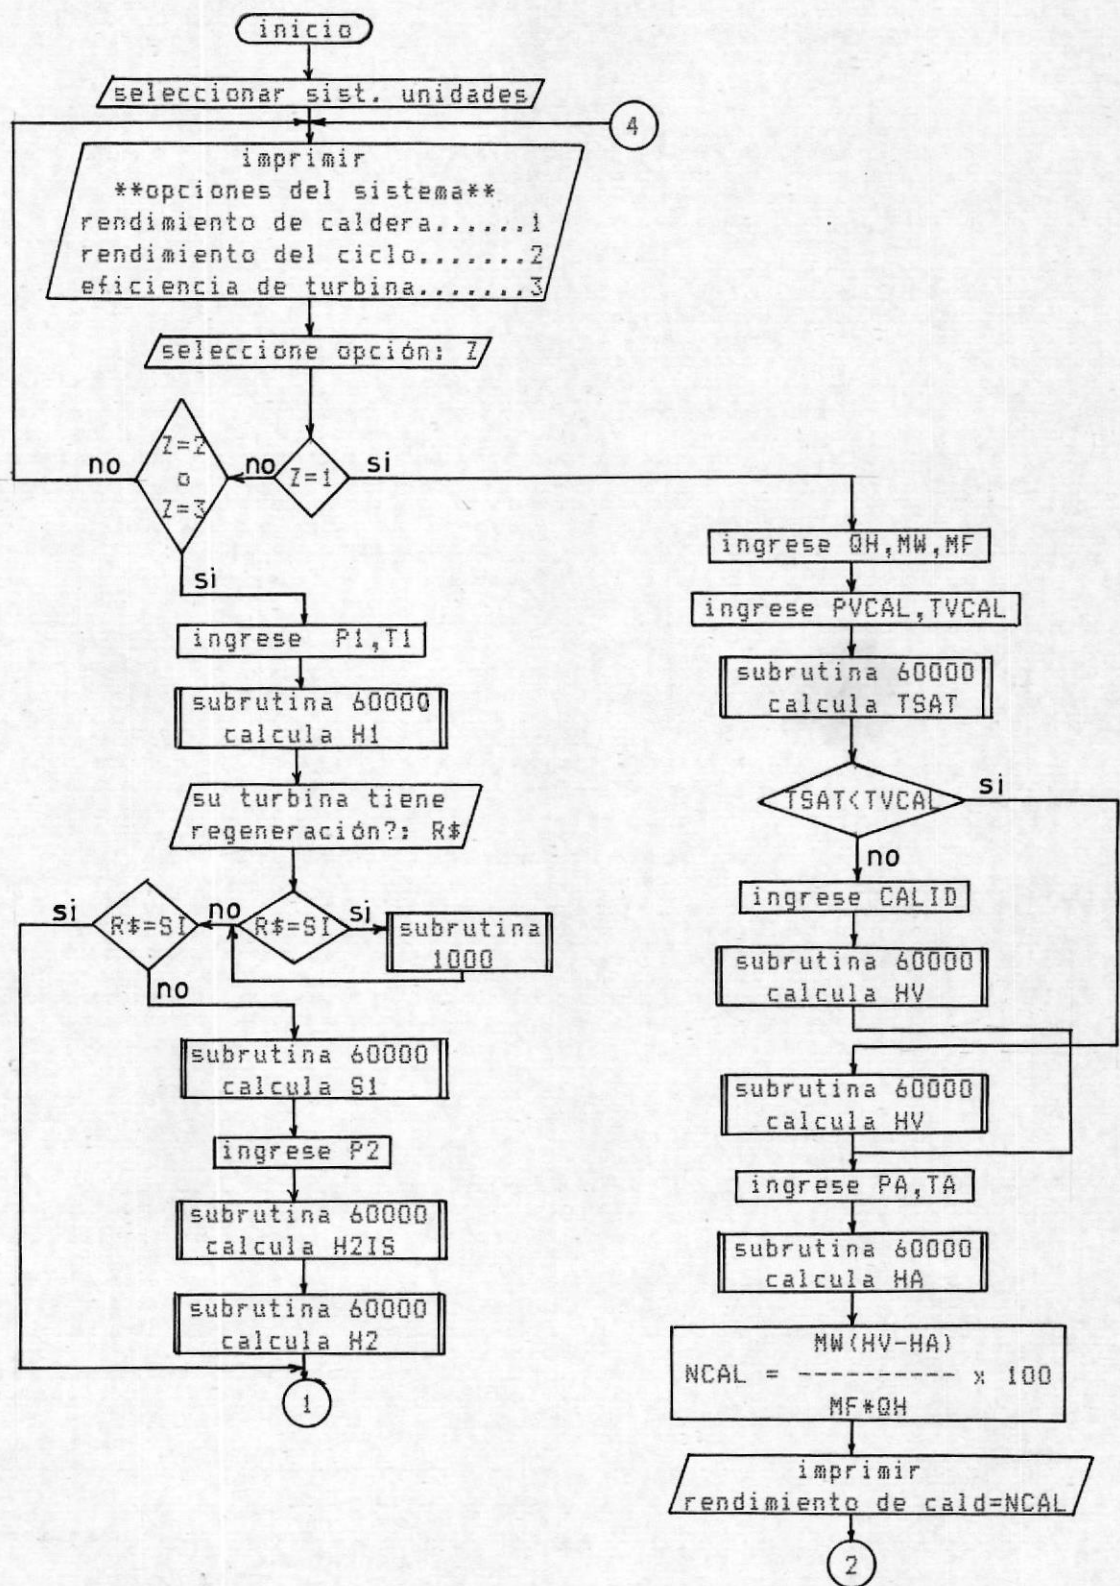 inicio
seleccionar sist. unidades
4
imprimir
**opciones del sistema**
rendimiento de caldera......1
rendimiento del ciclo.......2
eficiencia de turbina.......3
seleccione opción: Z
Z=2
o
Z=3
no
no
Z=1
si
si
ingrese P1,T1
subrutina 60000
calcula H1
su turbina tiene
regeneración?: R$
si
R$=SI
no
R$=SI
si
subrutina
1000
no
subrutina 60000
calcula S1
ingrese P2
subrutina 60000
calcula H2IS
subrutina 60000
calcula H2
1
ingrese QH,MW,MF
ingrese PVCAL,TVCAL
subrutina 60000
calcula TSAT
TSAT<TVCAL
si
no
ingrese CALID
subrutina 60000
calcula HV
subrutina 60000
calcula HV
ingrese PA,TA
subrutina 60000
calcula HA
MW(HV-HA)
NCAL = ---------- x 100
MF*QH
imprimir
rendimiento de cald=NCAL
2